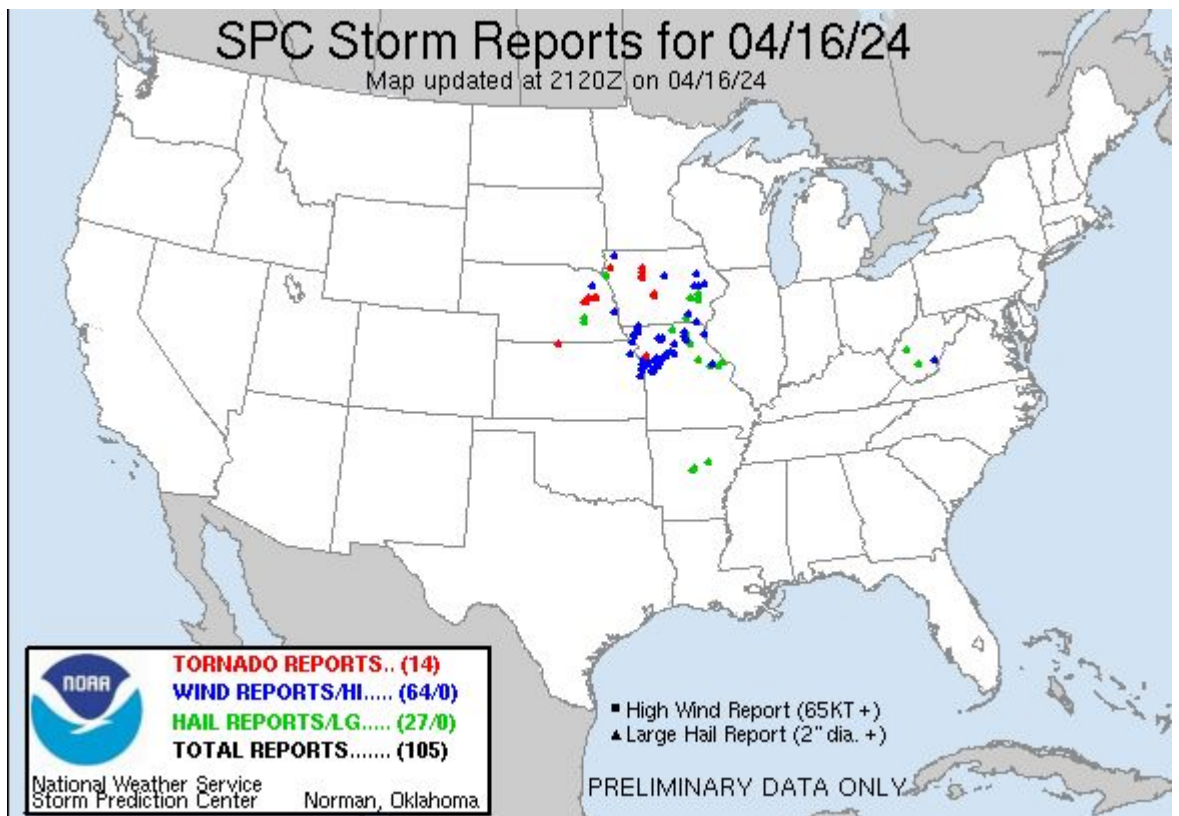 SPC Storm Reports for 04/16/24
Map updated at 2120Z on 04/16/24
NOAA
TORNADO REPORTS.. (14)
WIND REPORTS/HI..... (64/0)
HAIL REPORTS/LG..... (27/0)
TOTAL REPORTS....... (105)
National Weather Service
Storm Prediction Center Norman, Oklahoma
High Wind Report (65KT +)
Large Hail Report (2" dia. +)
PRELIMINARY DATA ONLY